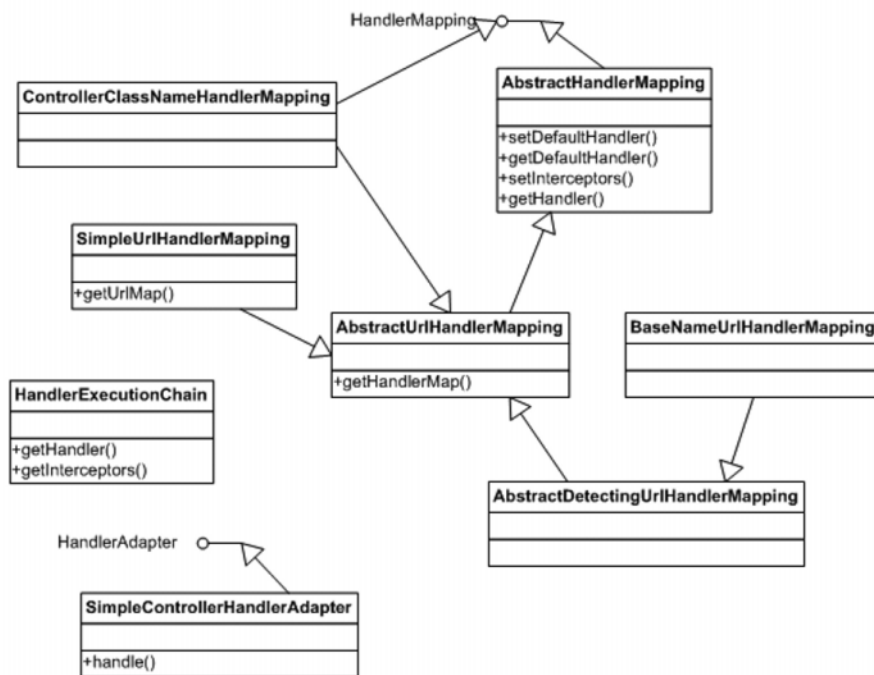 HandlerMapping
ControllerClassNameHandlerMapping
AbstractHandlerMapping
+setDefaultHandler()
+getDefaultHandler()
+setInterceptors()
+getHandler()
SimpleUrlHandlerMapping
+getUrlMap()
AbstractUrlHandlerMapping
+getHandlerMap()
BaseNameUrlHandlerMapping
HandlerExecutionChain
+getHandler()
+getInterceptors()
AbstractDetectingUrlHandlerMapping
HandlerAdapter
SimpleControllerHandlerAdapter
+handle()